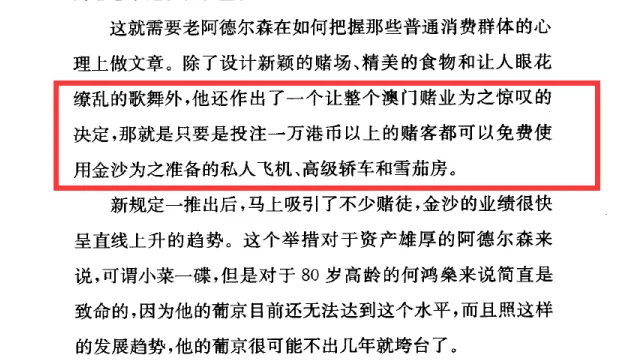 这就需要老阿德尔森在如何把握那些普通消费群体的心
理上做文章。除了设计新颖的赌场、精美的食物和让人眼花
缭乱的歌舞外，他还作出了一个让整个澳门赌业为之惊叹的
决定，那就是只要是投注一万港币以上的赌客都可以免费使
用金沙为之准备的私人飞机、高级轿车和雪茄房。
新规定一推出后，马上吸引了不少赌徒，金沙的业绩很快
呈直线上升的趋势。这个举措对于资产雄厚的阿德尔森来
说，可谓小菜一碟，但是对于 80 岁高龄的何鸿燊来说简直是
致命的，因为他的葡京目前还无法达到这个水平，而且照这样
的发展趋势，他的葡京很可能不出几年就垮台了。